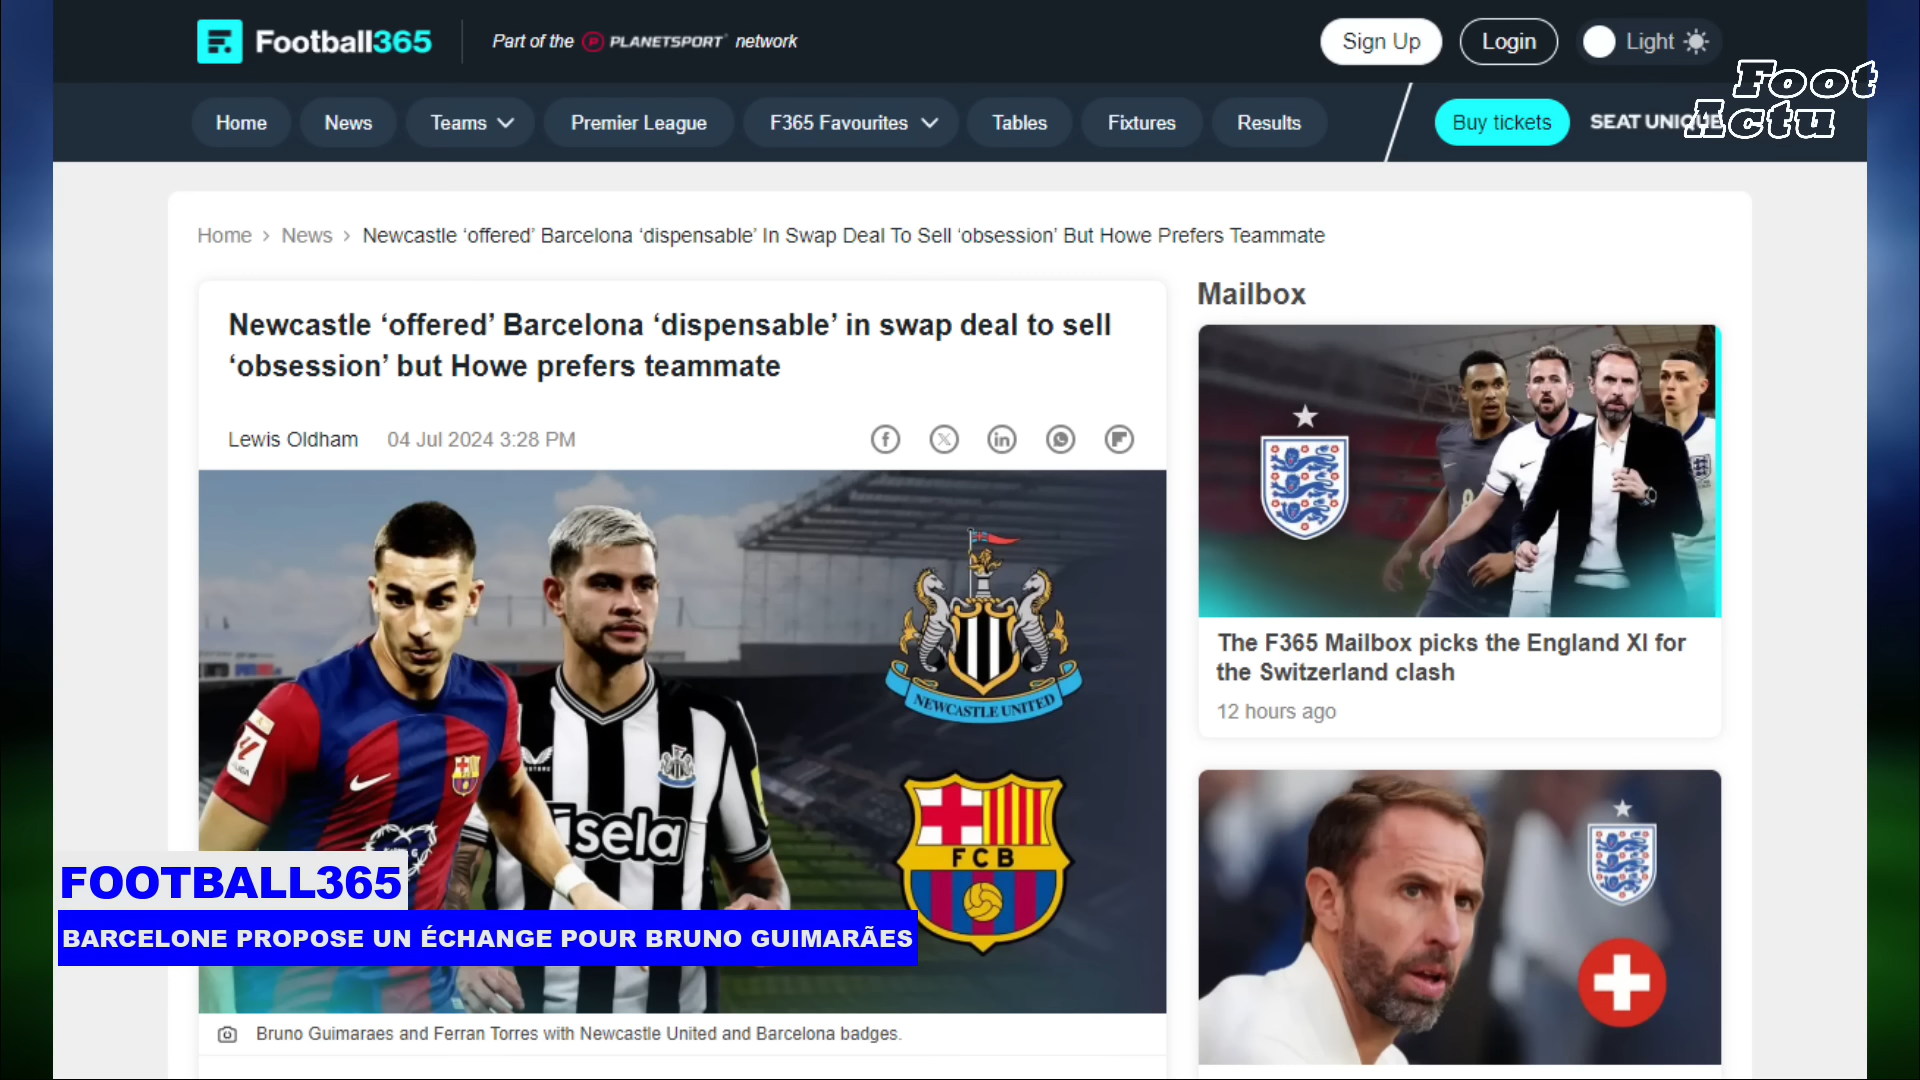 Football365
Part of the PLANETSPORT network
Sign Up
Login
Light
Foot
Actu
Home
News
Teams
Premier League
F365 Favourites
Tables
Fixtures
Results
Buy tickets
SEAT UNIQUE
Home > News > Newcastle ‘offered’ Barcelona ‘dispensable’ In Swap Deal To Sell ‘obsession’ But Howe Prefers Teammate
Newcastle ‘offered’ Barcelona ‘dispensable’ in swap deal to sell
‘obsession’ but Howe prefers teammate
Lewis Oldham
04 Jul 2024 3:28 PM
NEWCASTLE UNITED
sela
FCB
FOOTBALL365
BARCELONE PROPOSE UN ÉCHANGE POUR BRUNO GUIMARÃES
Bruno Guimaraes and Ferran Torres with Newcastle United and Barcelona badges.
Mailbox
The F365 Mailbox picks the England XI for
the Switzerland clash
12 hours ago